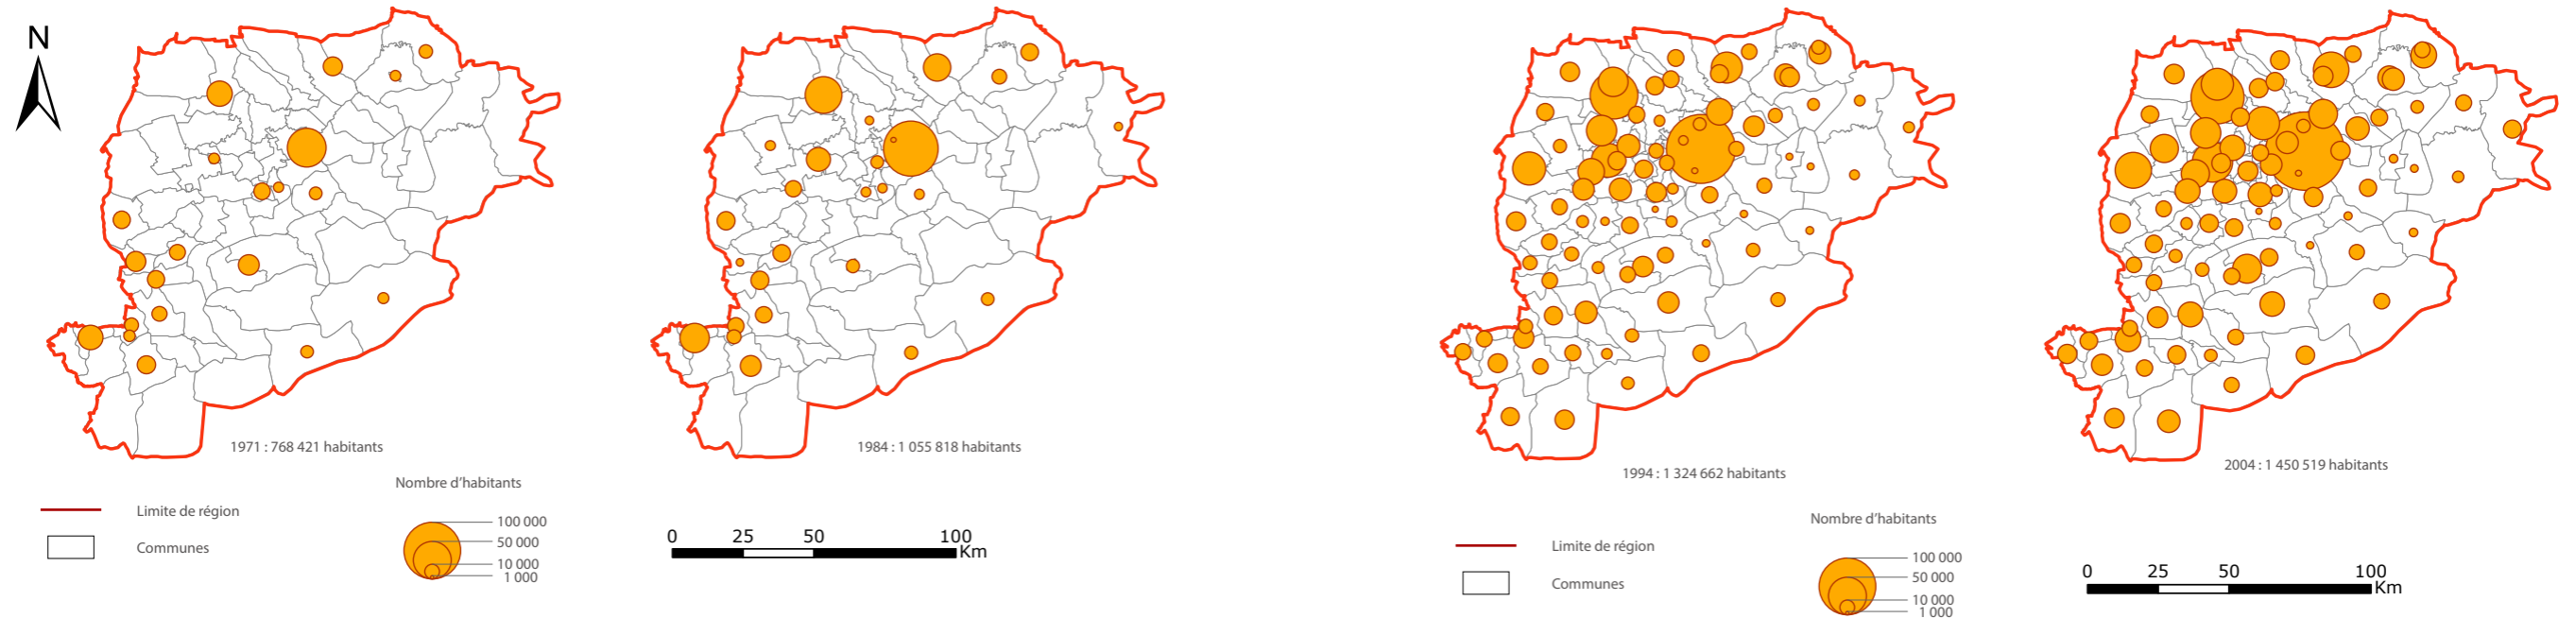 N
1971 : 768 421 habitants
1984 : 1 055 818 habitants
1994 : 1 324 662 habitants
2004 : 1 450 519 habitants
Nombre d'habitants
Limite de région
Communes
100 000
50 000
10 000
1 000
0 25 50 100
Km
Nombre d'habitants
Limite de région
Communes
100 000
50 000
10 000
1 000
0 25 50 100
Km